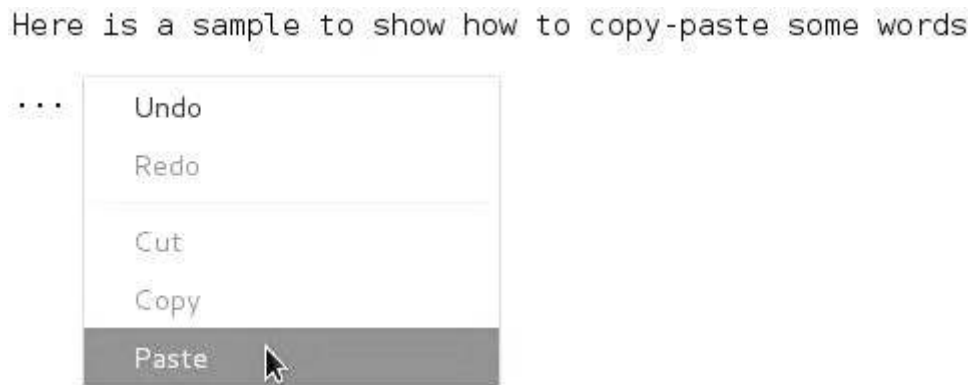 Here is a sample to show how to copy-paste some words
...
Undo
Redo
Cut
Copy
Paste